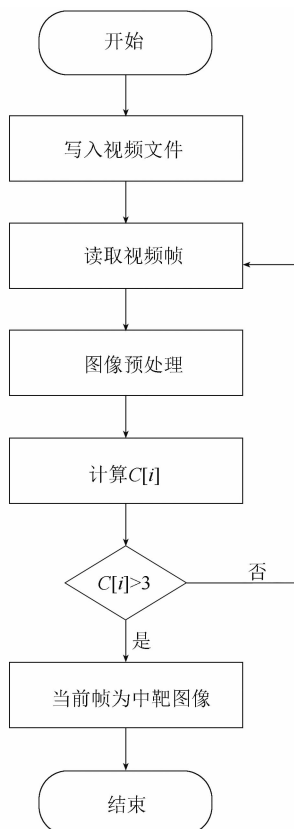 开始
写入视频文件
读取视频帧
图像预处理
计算C[i]
C[i]>3
否
是
当前帧为中靶图像
结束